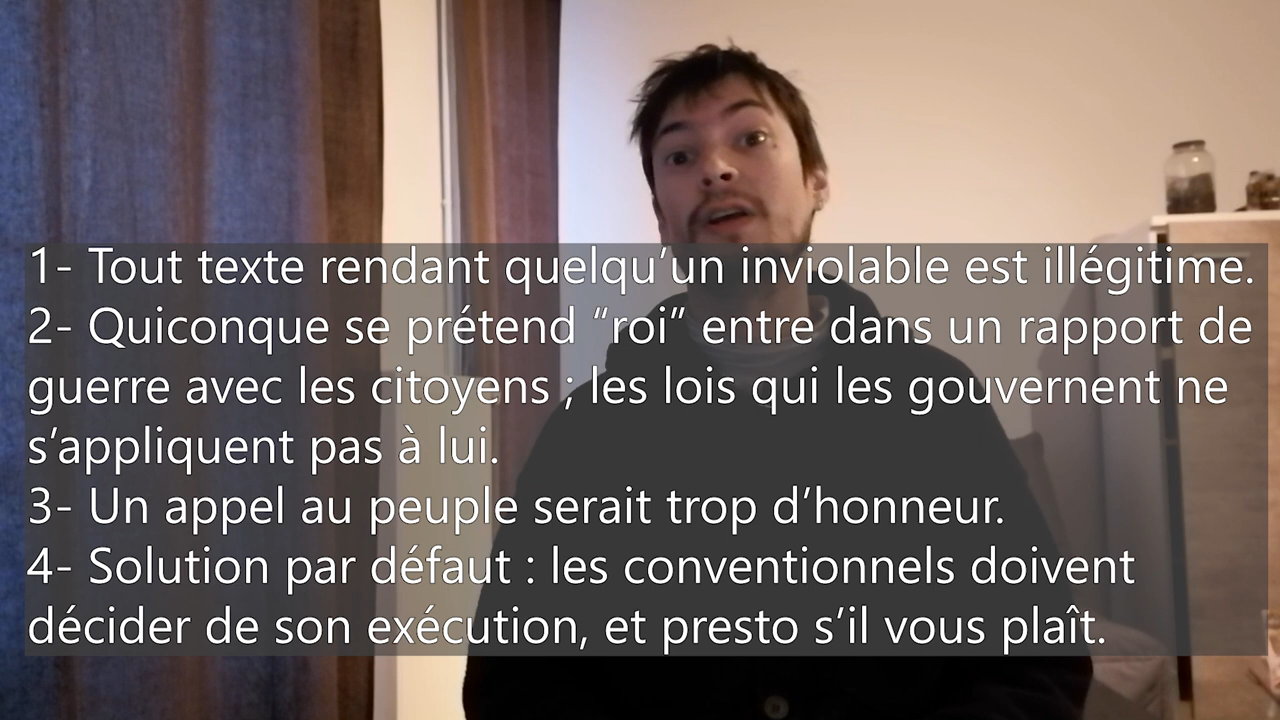 1- Tout texte rendant quelqu’un inviolable est illégitime.
2- Quiconque se prétend “roi” entre dans un rapport de
guerre avec les citoyens ; les lois qui les gouvernent ne
s’appliquent pas à lui.
3- Un appel au peuple serait trop d’honneur.
4- Solution par défaut : les conventionnels doivent
décider de son exécution, et presto s’il vous plaît.